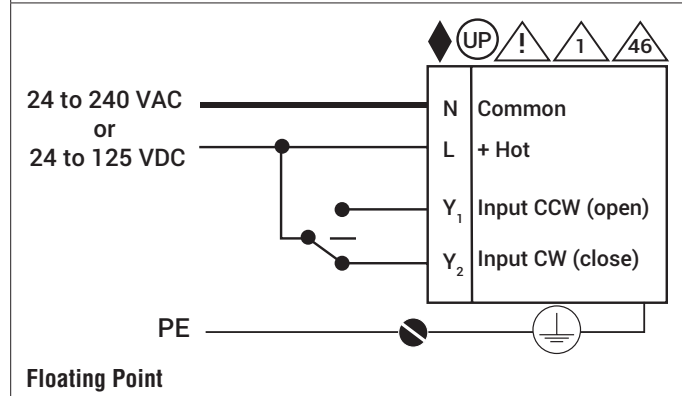 UP ! 1 46
24 to 240 VAC
or
24 to 125 VDC
N Common
L + Hot
Y1 Input CCW (open)
Y2 Input CW (close)
PE
Floating Point